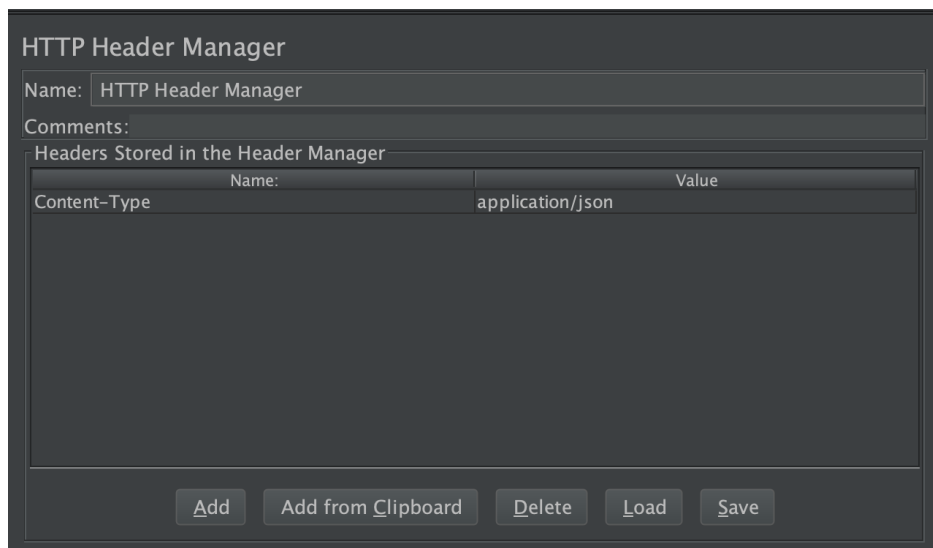 HTTP Header Manager
Name: HTTP Header Manager
Comments:
Headers Stored in the Header Manager
Name: Value
Content-Type application/json
Add Add from Clipboard Delete Load Save